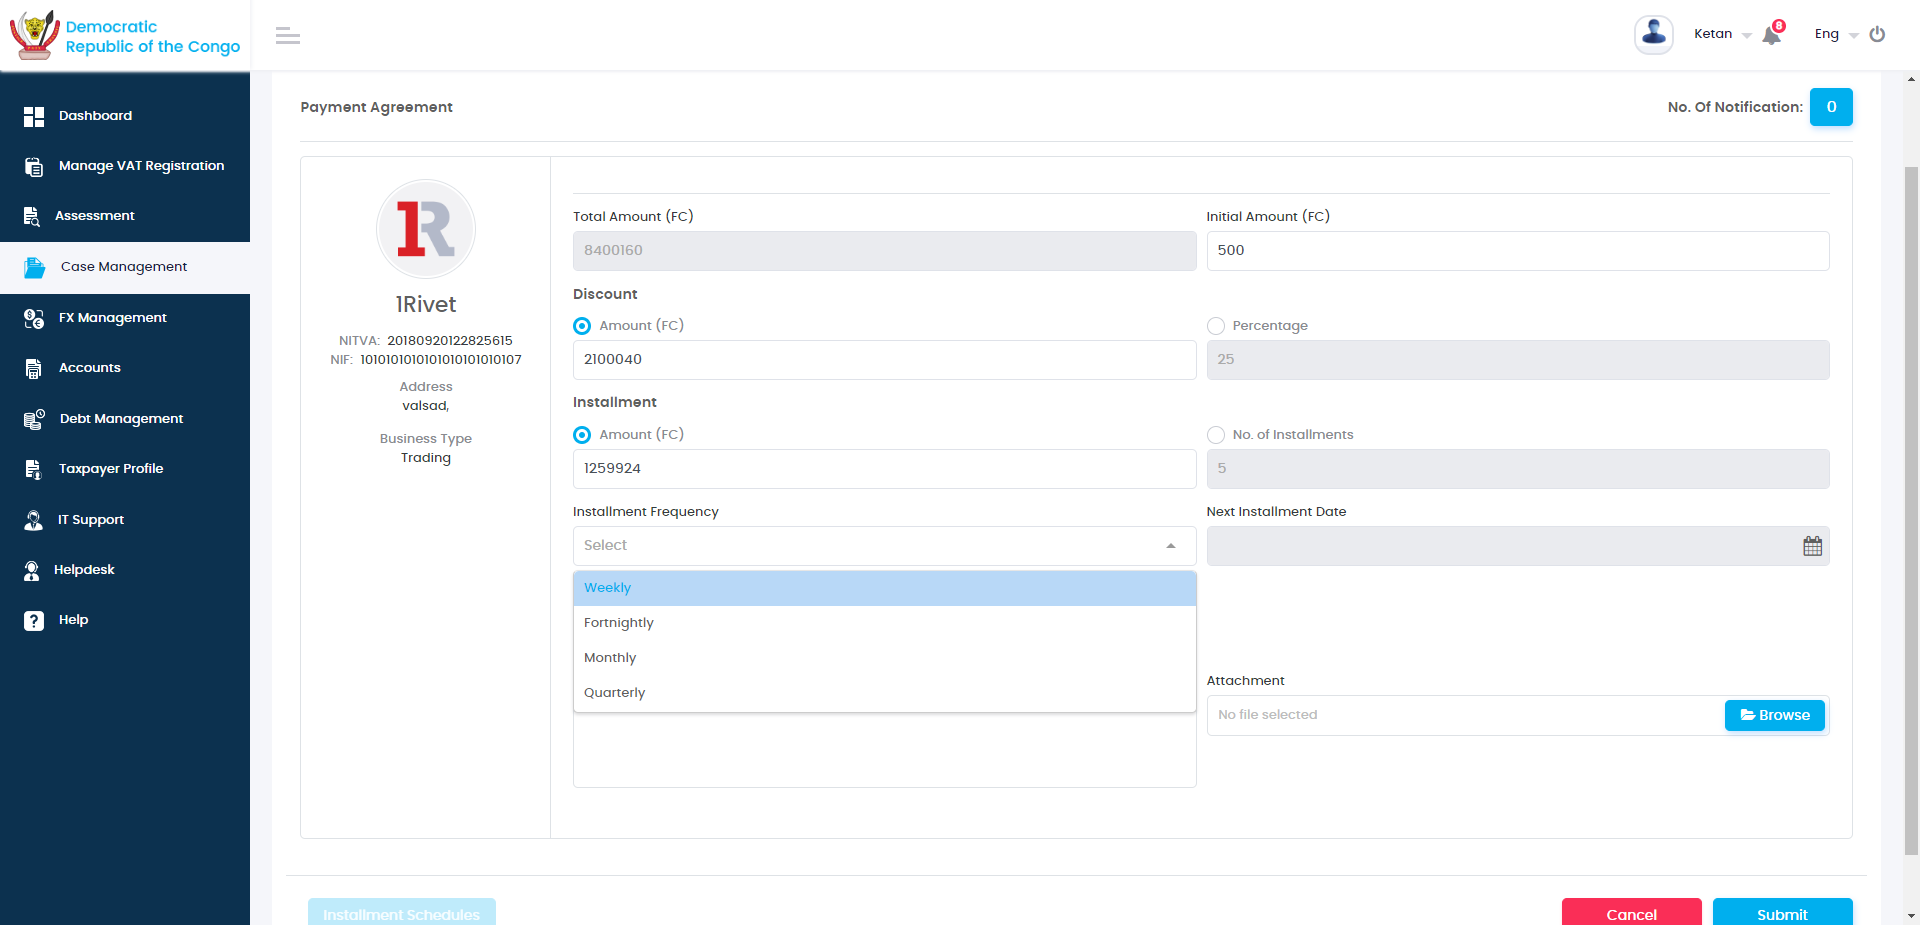 Democratic
Republic of the Congo
Ketan
8
Eng
Dashboard
Manage VAT Registration
Assessment
Case Management
FX Management
Accounts
Debt Management
Taxpayer Profile
IT Support
Helpdesk
Help
Payment Agreement
No. Of Notification: 0
1R
1Rivet
NITVA: 20180920122825615
NIF: 1010101010101010101010107
Address
valsad,
Business Type
Trading
Total Amount (FC)
8400160
Initial Amount (FC)
500
Discount
Amount (FC)
2100040
Percentage
25
Installment
Amount (FC)
1259924
No. of Installments
5
Installment Frequency
Select
Weekly
Fortnightly
Monthly
Quarterly
Next Installment Date
Attachment
No file selected
Browse
Installment Schedules
Cancel
Submit